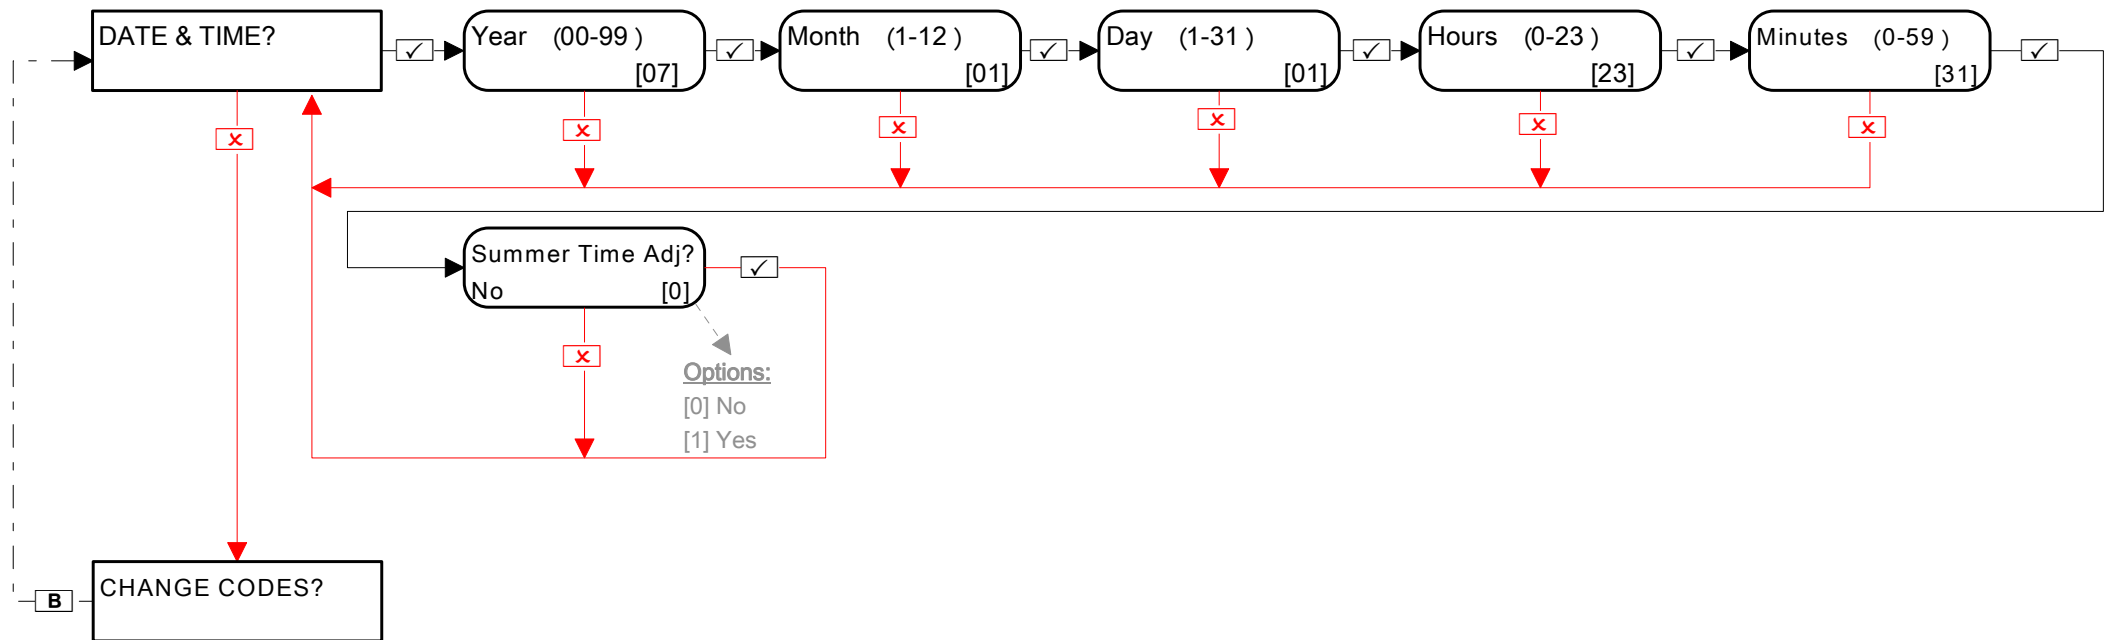 DATE & TIME?
Year (00-99)
[07]
Month (1-12)
[01]
Day (1-31)
[01]
Hours (0-23)
[23]
Minutes (0-59)
[31]
Summer Time Adj?
No [0]
Options:
[0] No
[1] Yes
CHANGE CODES?
B